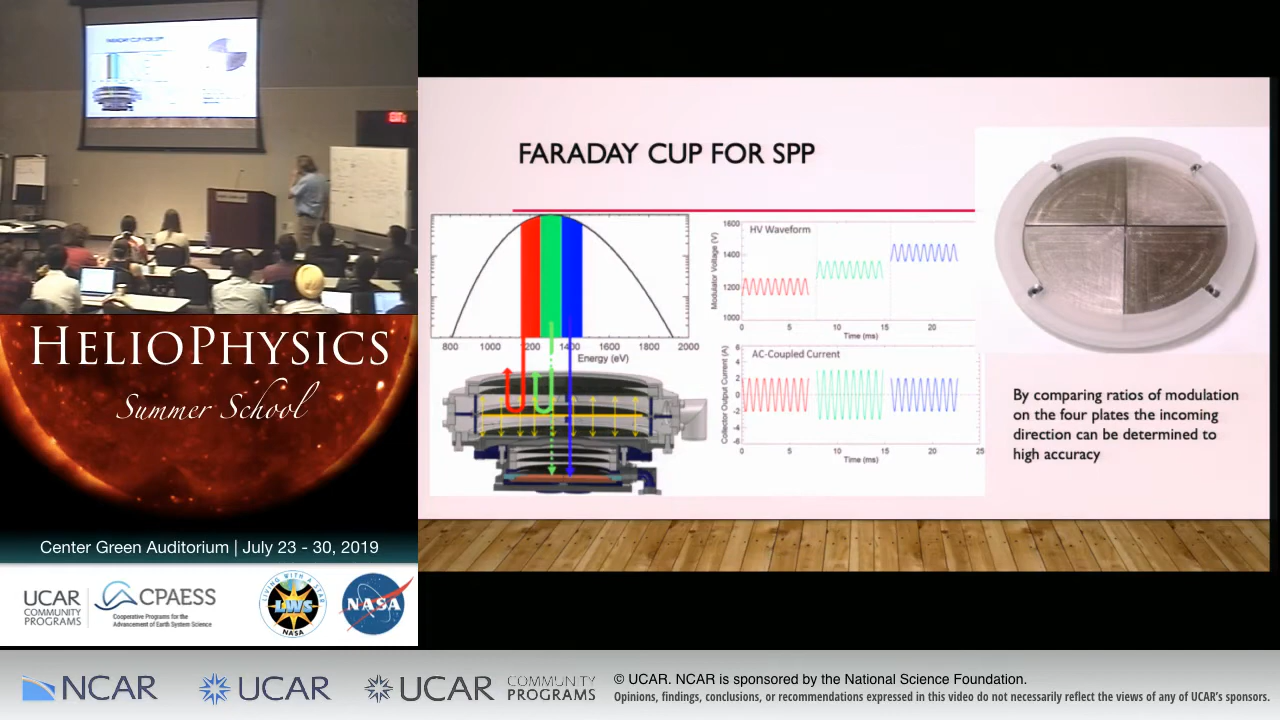 FARADAY CUP FOR SPP
EXIT
HELIOPHYSICS
Summer School
Center Green Auditorium | July 23 - 30, 2019
UCAR
COMMUNITY
PROGRAMS
CPAESS
Cooperative Programs for the
Advancement of Earth System Science
LIVING WITH A STAR
LWS
NASA
NASA
FARADAY CUP FOR SPP
800 1000 1200 1400 1600 1800 2000
Energy (eV)
HV Waveform
Modulator Voltage (V)
1600
1400
1200
1000
0 5 10 15 20
Time (ms)
AC-Coupled Current
Collector Output Current (A)
6
4
2
0
-2
-4
-6
0 5 10 15 20 25
Time (ms)
By comparing ratios of modulation
on the four plates the incoming
direction can be determined to
high accuracy
NCAR
UCAR
UCAR
COMMUNITY
PROGRAMS
© UCAR. NCAR is sponsored by the National Science Foundation.
Opinions, findings, conclusions, or recommendations expressed in this video do not necessarily reflect the views of any of UCAR's sponsors.